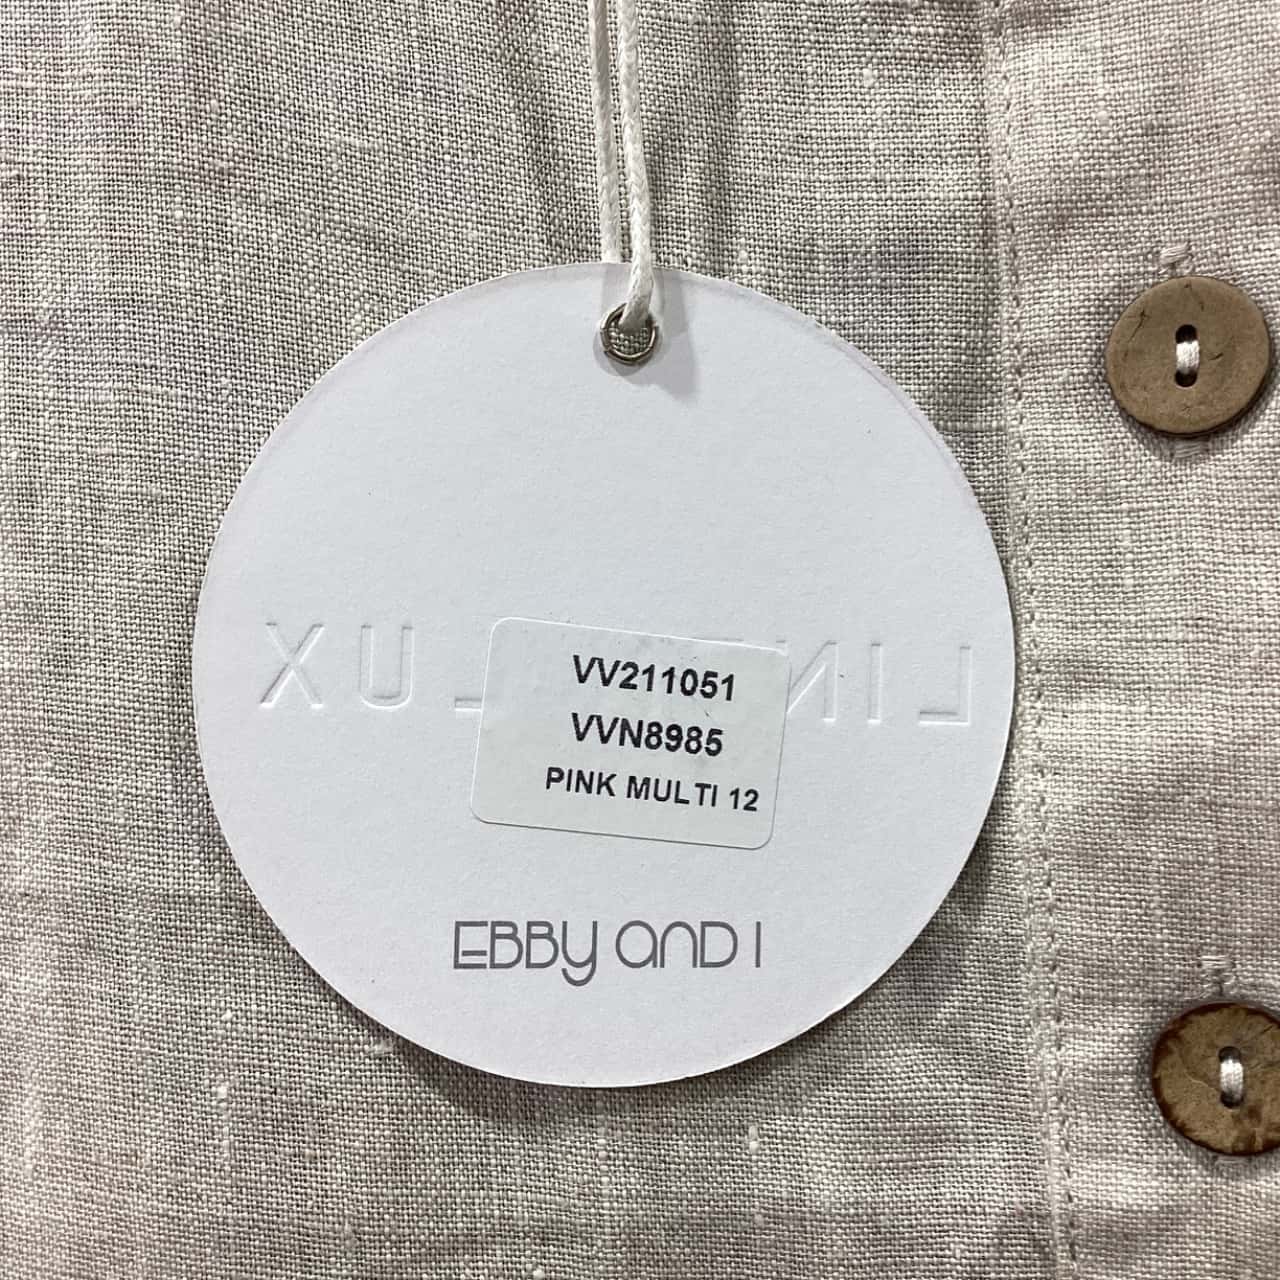 VV211051
VVN8985
PINK MULTI 12
EBBY AND I